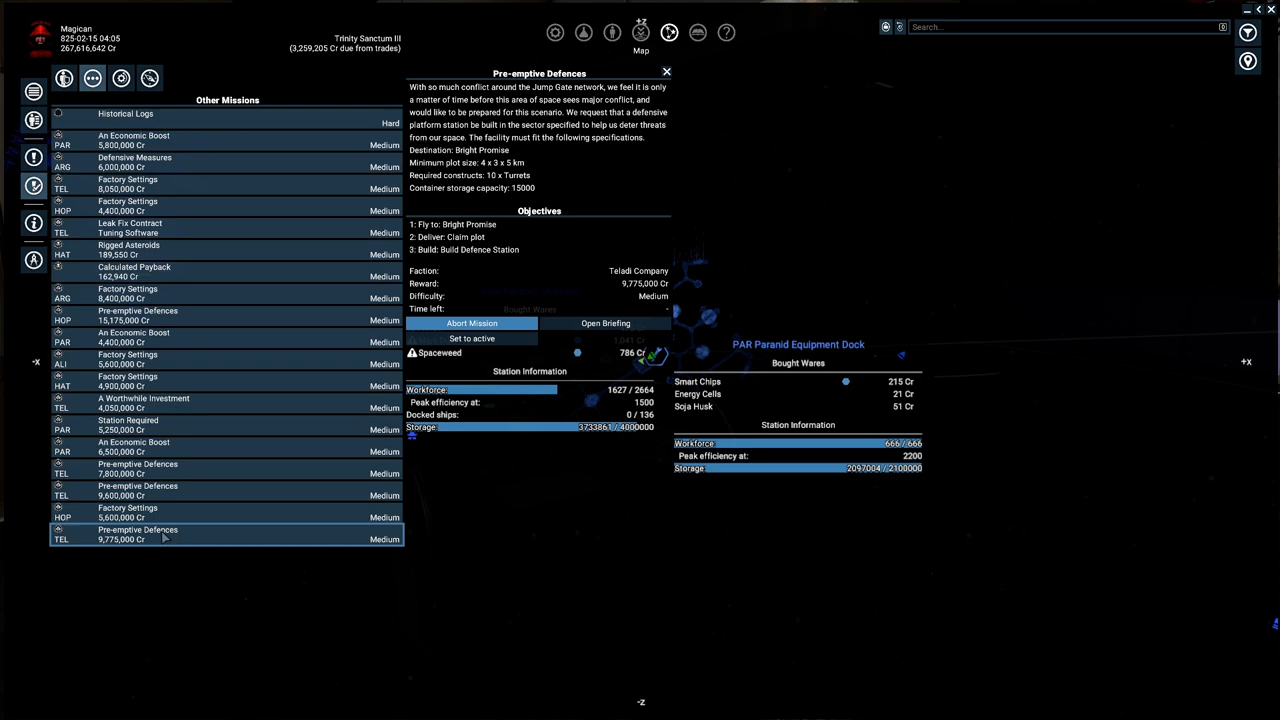 Magican
825-02-15 04:05
267,616,642 Cr
Trinity Sanctum III
(3,259,205 Cr due from trades)
+Z
Map
Search...
Other Missions
Historical Logs
Hard
An Economic Boost
PAR 5,800,000 Cr Medium
Defensive Measures
ARG 6,000,000 Cr Medium
Factory Settings
TEL 8,050,000 Cr Medium
Factory Settings
HOP 4,400,000 Cr Medium
Leak Fix Contract
TEL Tuning Software Medium
Rigged Asteroids
HAT 189,550 Cr Medium
Calculated Payback
162,940 Cr Medium
Factory Settings
ARG 8,400,000 Cr Medium
Pre-emptive Defences
HOP 15,175,000 Cr Medium
An Economic Boost
PAR 4,400,000 Cr Medium
Factory Settings
ALI 5,600,000 Cr Medium
Factory Settings
HAT 4,900,000 Cr Medium
A Worthwhile Investment
TEL 4,050,000 Cr Medium
Station Required
PAR 5,250,000 Cr Medium
An Economic Boost
PAR 6,500,000 Cr Medium
Pre-emptive Defences
TEL 7,800,000 Cr Medium
Pre-emptive Defences
TEL 9,600,000 Cr Medium
Factory Settings
HOP 5,600,000 Cr Medium
Pre-emptive Defences
TEL 9,775,000 Cr Medium
Pre-emptive Defences
With so much conflict around the Jump Gate network, we feel it is only
a matter of time before this area of space sees major conflict, and
would like to be prepared for this scenario. We request that a defensive
platform station be built in the sector specified to help us deter threats
from our space. The facility must fit the following specifications.
Destination: Bright Promise
Minimum plot size: 4 x 3 x 5 km
Required constructs: 10 x Turrets
Container storage capacity: 15000
Objectives
1: Fly to: Bright Promise
2: Deliver: Claim plot
3: Build: Build Defence Station
Faction: Teladi Company
Reward: 9,775,000 Cr
Difficulty: Medium
Time left: -
Bought Wares
Abort Mission Open Briefing
Set to active
1,041 Cr
Spaceweed 786 Cr
Station Information
Workforce: 1627 / 2664
Peak efficiency at: 1500
Docked ships: 0 / 136
Storage: 3733861 / 4000000
PAR Paranid Equipment Dock
Bought Wares
Smart Chips 215 Cr
Energy Cells 21 Cr
Soja Husk 51 Cr
Station Information
Workforce: 666 / 666
Peak efficiency at: 2200
Storage: 2097004 / 2100000
-X
+X
-Z